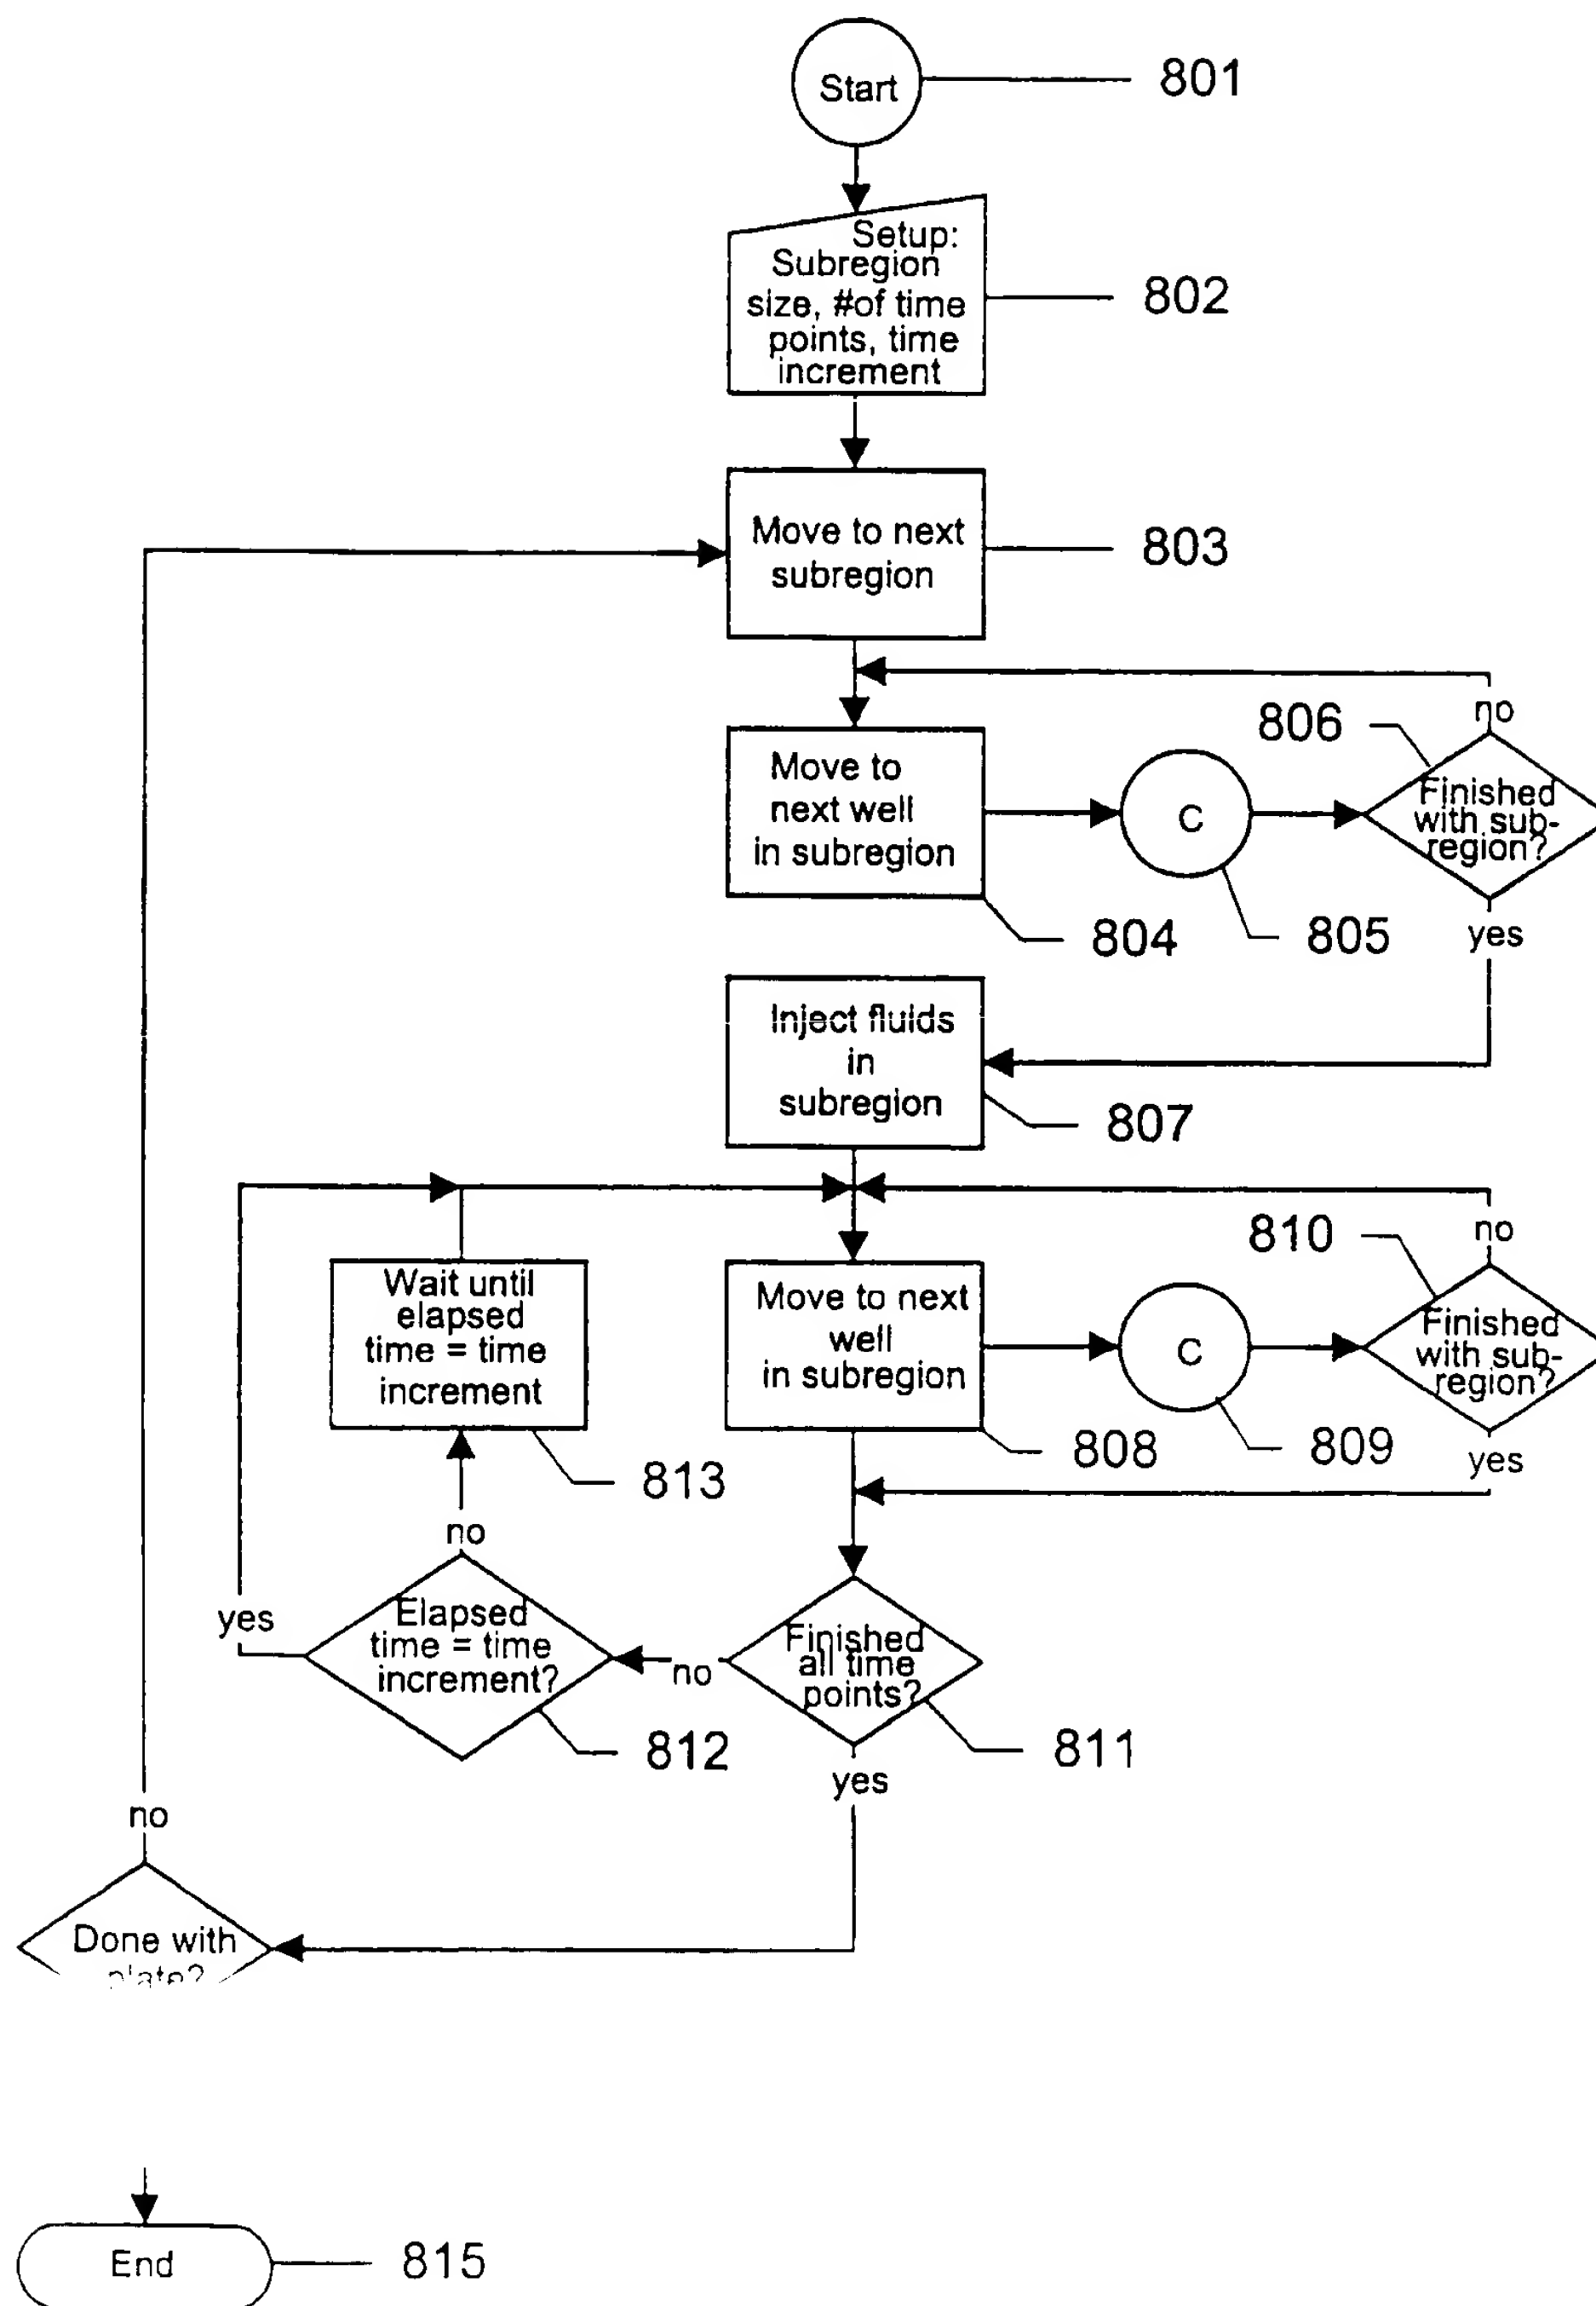 Start
801
Setup:
Subregion
size, #of time
points, time
increment
802
Move to next
subregion
803
Move to
next well
in subregion
804
C
805
806
no
Finished
with sub-
region?
yes
Inject fluids
in
subregion
807
Wait until
elapsed
time = time
increment
813
Move to next
well
in subregion
808
C
809
810
no
Finished
with sub-
region?
yes
no
yes
Elapsed
time = time
increment?
812
no
Finished
all time
points?
811
yes
no
Done with
plate?
End
815